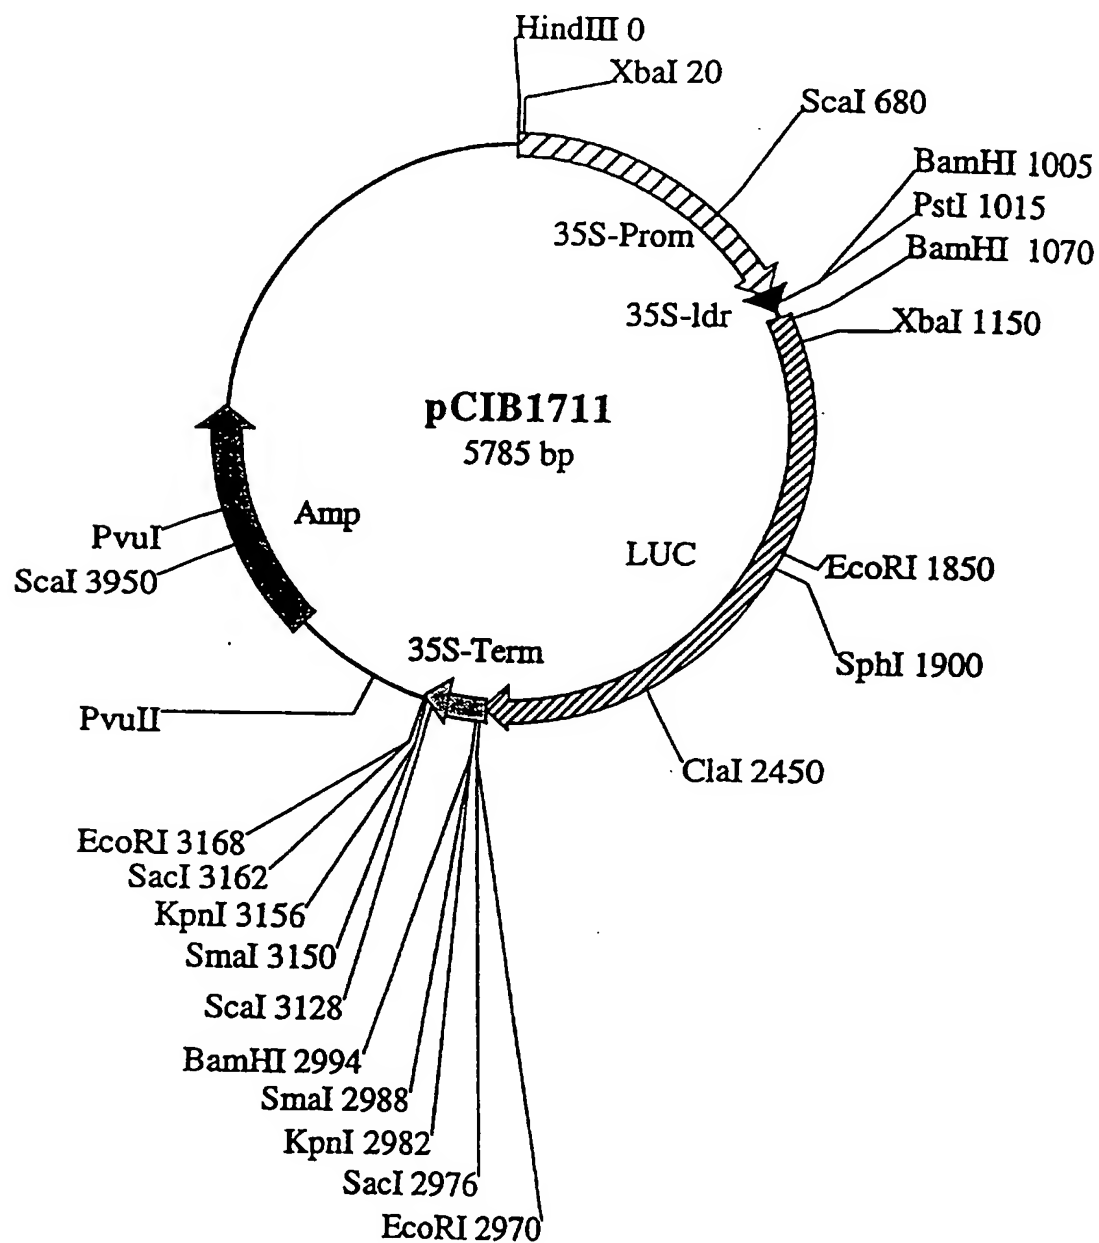 HindIII 0
XbaI 20
ScaI 680
BamHI 1005
PstI 1015
BamHI 1070
35S-Prom
35S-ldr
XbaI 1150
pCIB1711
5785 bp
Amp
PvuI
LUC
EcoRI 1850
ScaI 3950
35S-Term
SphI 1900
PvuII
ClaI 2450
EcoRI 3168
SacI 3162
KpnI 3156
SmaI 3150
ScaI 3128
BamHI 2994
SmaI 2988
KpnI 2982
SacI 2976
EcoRI 2970